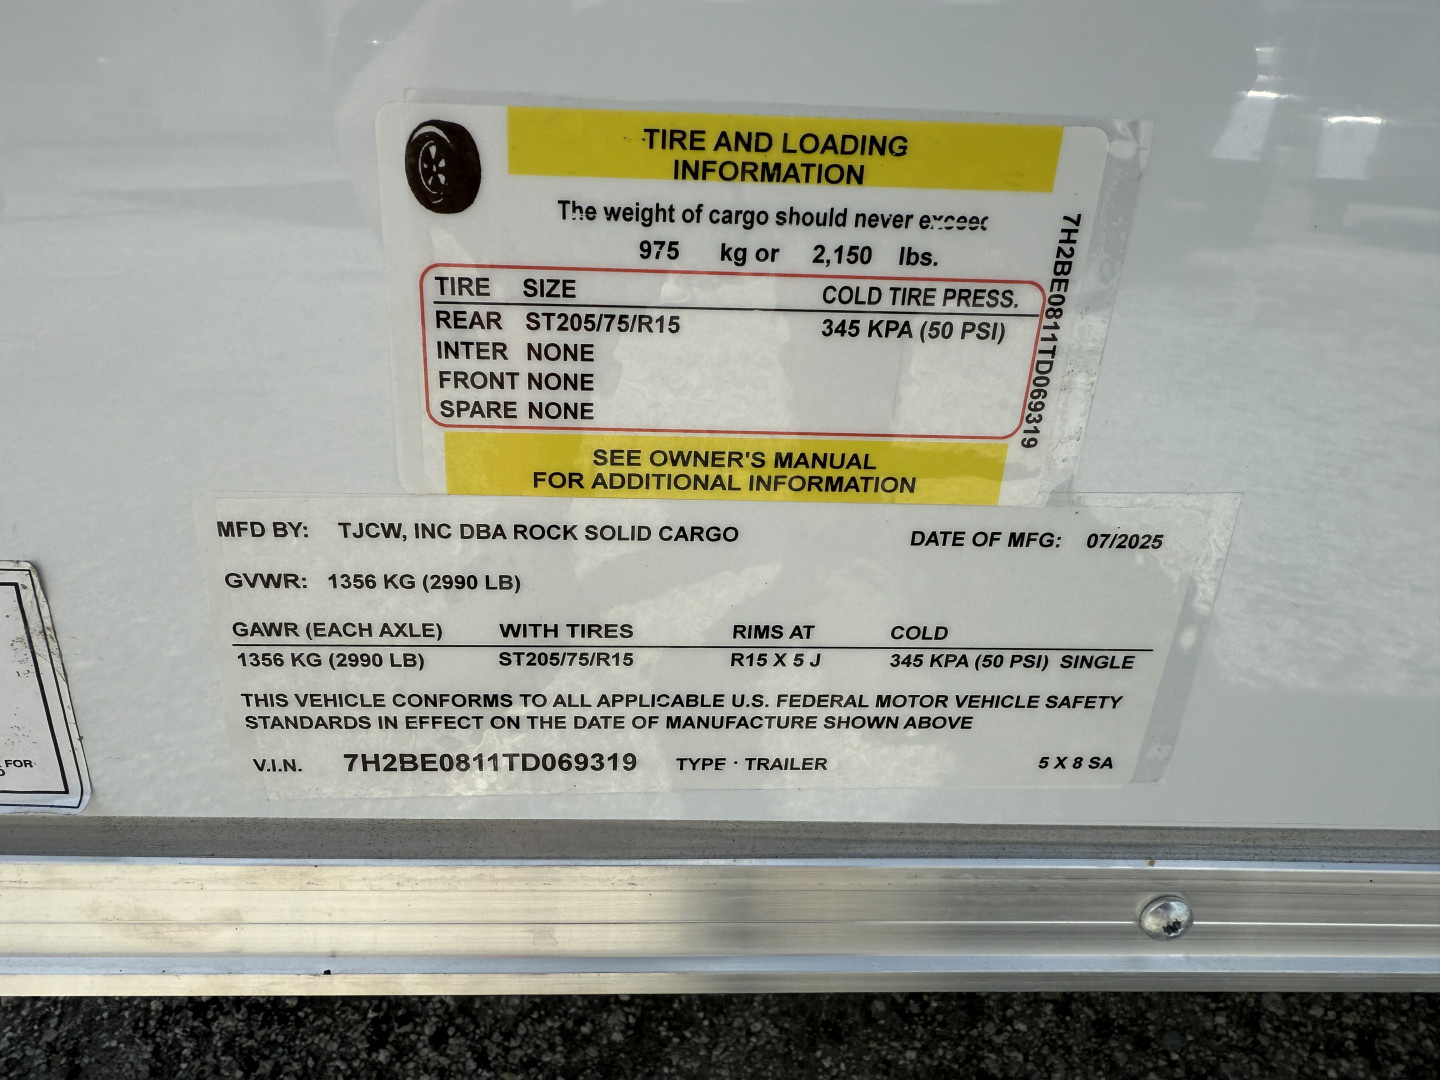 TIRE AND LOADING
INFORMATION
The weight of cargo should never exceed
975 kg or 2,150 lbs.
TIRE SIZE COLD TIRE PRESS.
REAR ST205/75/R15 345 KPA (50 PSI)
INTER NONE
FRONT NONE
SPARE NONE
7H2BE0811TD069319
SEE OWNER'S MANUAL
FOR ADDITIONAL INFORMATION
MFD BY: TJCW, INC DBA ROCK SOLID CARGO DATE OF MFG: 07/2025
GVWR: 1356 KG (2990 LB)
GAWR (EACH AXLE) WITH TIRES RIMS AT COLD
1356 KG (2990 LB) ST205/75/R15 R15 X 5 J 345 KPA (50 PSI) SINGLE
THIS VEHICLE CONFORMS TO ALL APPLICABLE U.S. FEDERAL MOTOR VEHICLE SAFETY
STANDARDS IN EFFECT ON THE DATE OF MANUFACTURE SHOWN ABOVE
V.I.N. 7H2BE0811TD069319 TYPE · TRAILER 5 X 8 SA
FOR